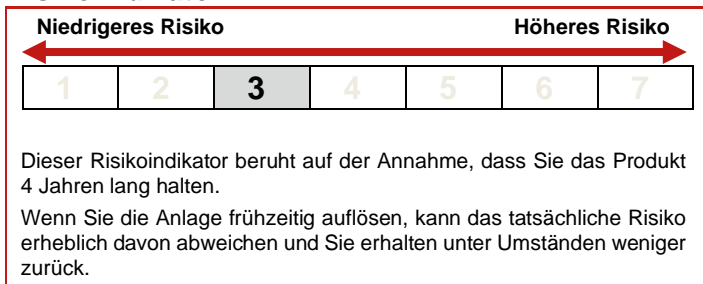 Niedrigeres Risiko Höheres Risiko
1 2 3 4 5 6 7
Dieser Risikoindikator beruht auf der Annahme, dass Sie das Produkt
4 Jahren lang halten.
Wenn Sie die Anlage frühzeitig auflösen, kann das tatsächliche Risiko
erheblich davon abweichen und Sie erhalten unter Umständen weniger
zurück.